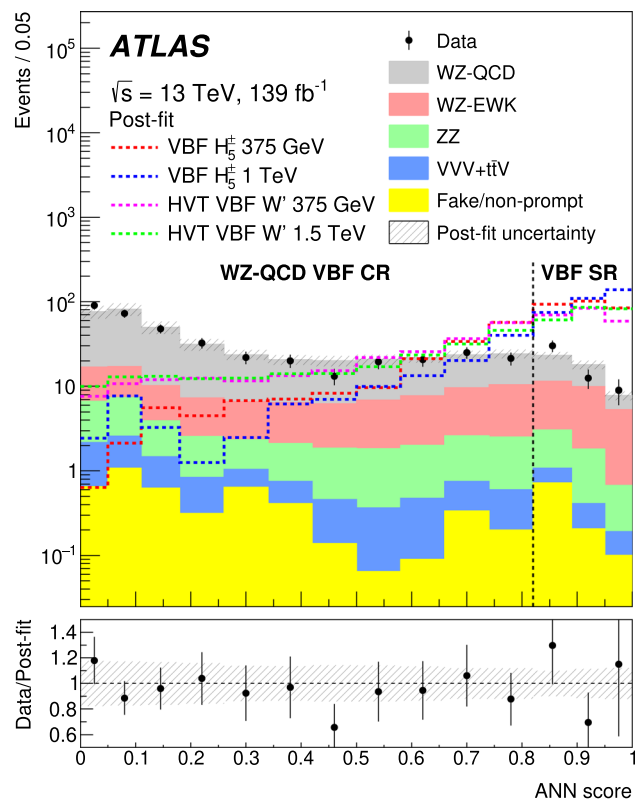 Events / 0.05
10⁵
10⁴
10³
10²
10
1
10⁻¹
ATLAS
√s = 13 TeV, 139 fb⁻¹
Post-fit
VBF H₅± 375 GeV
VBF H₅± 1 TeV
HVT VBF W' 375 GeV
HVT VBF W' 1.5 TeV
Data
WZ-QCD
WZ-EWK
ZZ
VVV+tt̄V
Fake/non-prompt
Post-fit uncertainty
WZ-QCD VBF CR
VBF SR
Data/Post-fit
1.4
1.2
1
0.8
0.6
0 0.1 0.2 0.3 0.4 0.5 0.6 0.7 0.8 0.9 1
ANN score